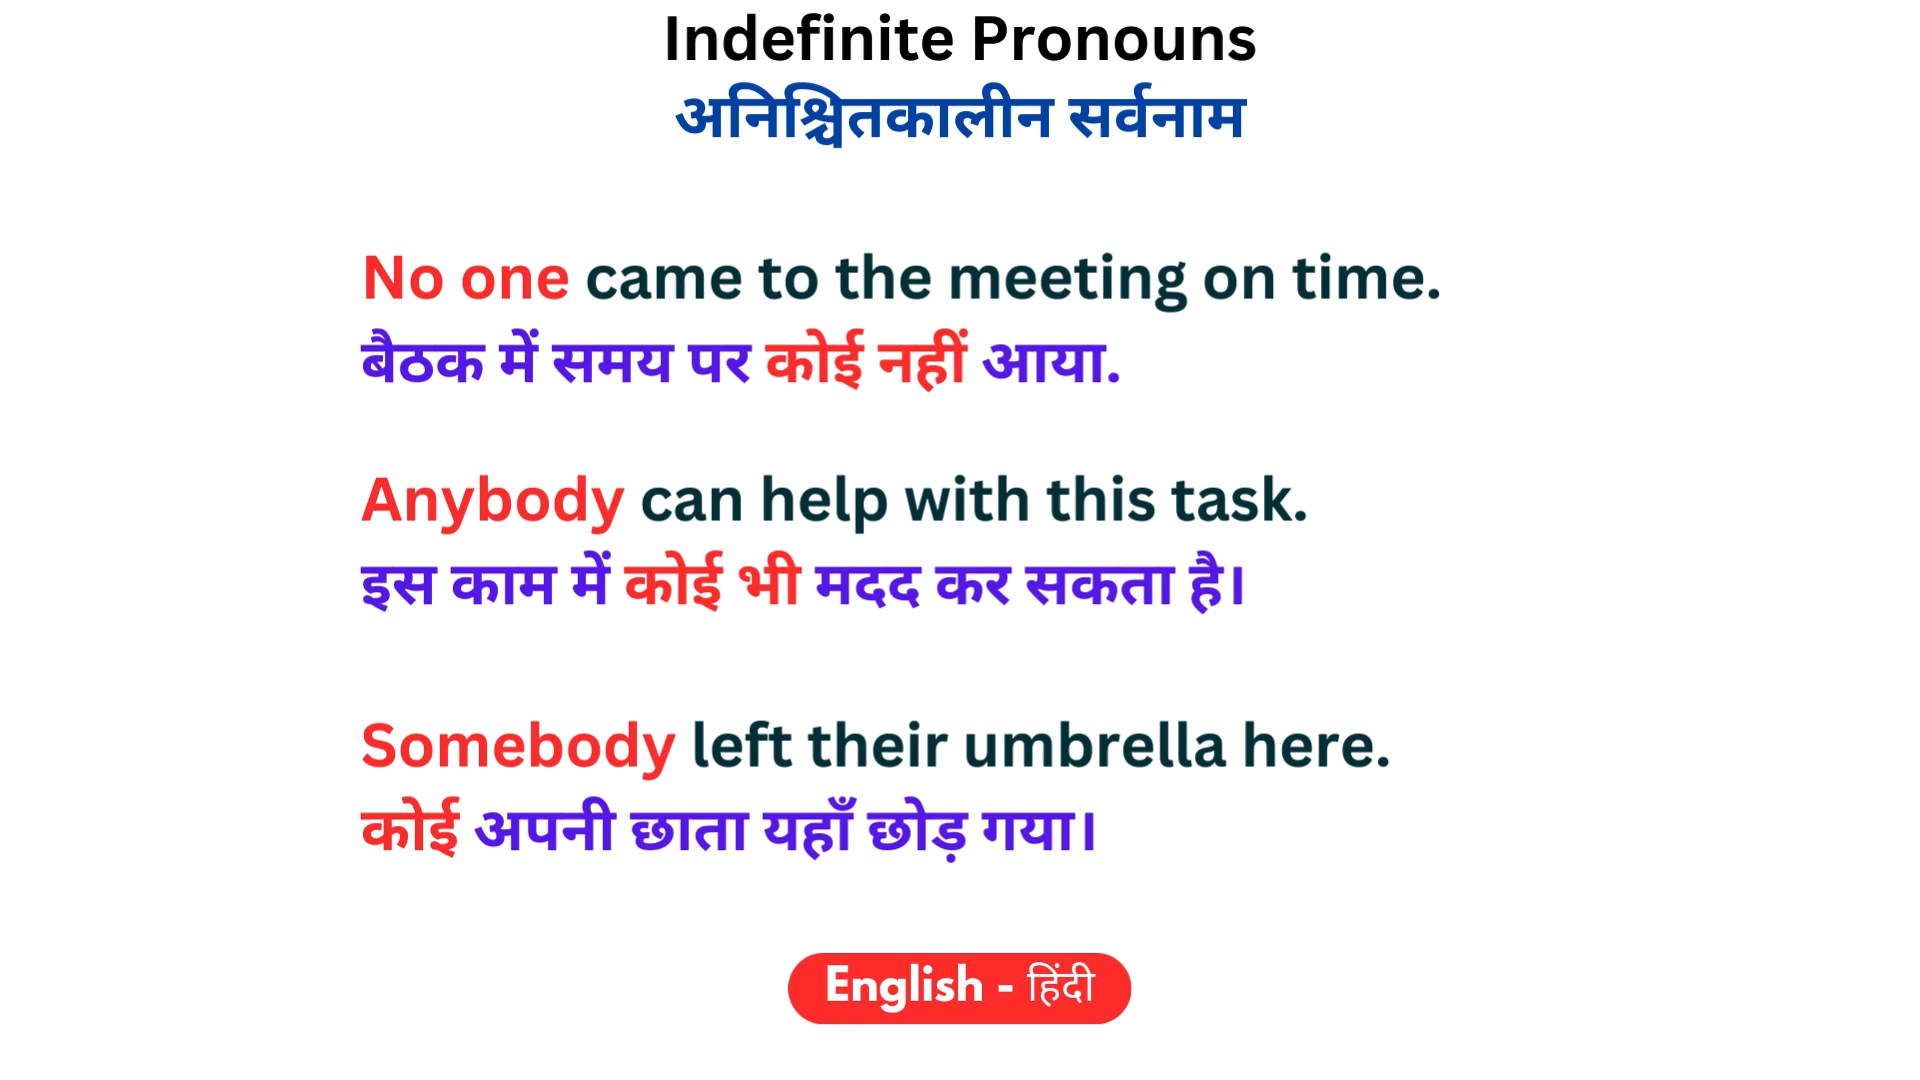 Indefinite Pronouns
अनिश्चितकालीन सर्वनाम
No one came to the meeting on time.
बैठक में समय पर कोई नहीं आया.
Anybody can help with this task.
इस काम में कोई भी मदद कर सकता है।
Somebody left their umbrella here.
कोई अपनी छाता यहाँ छोड़ गया।
English - हिंदी